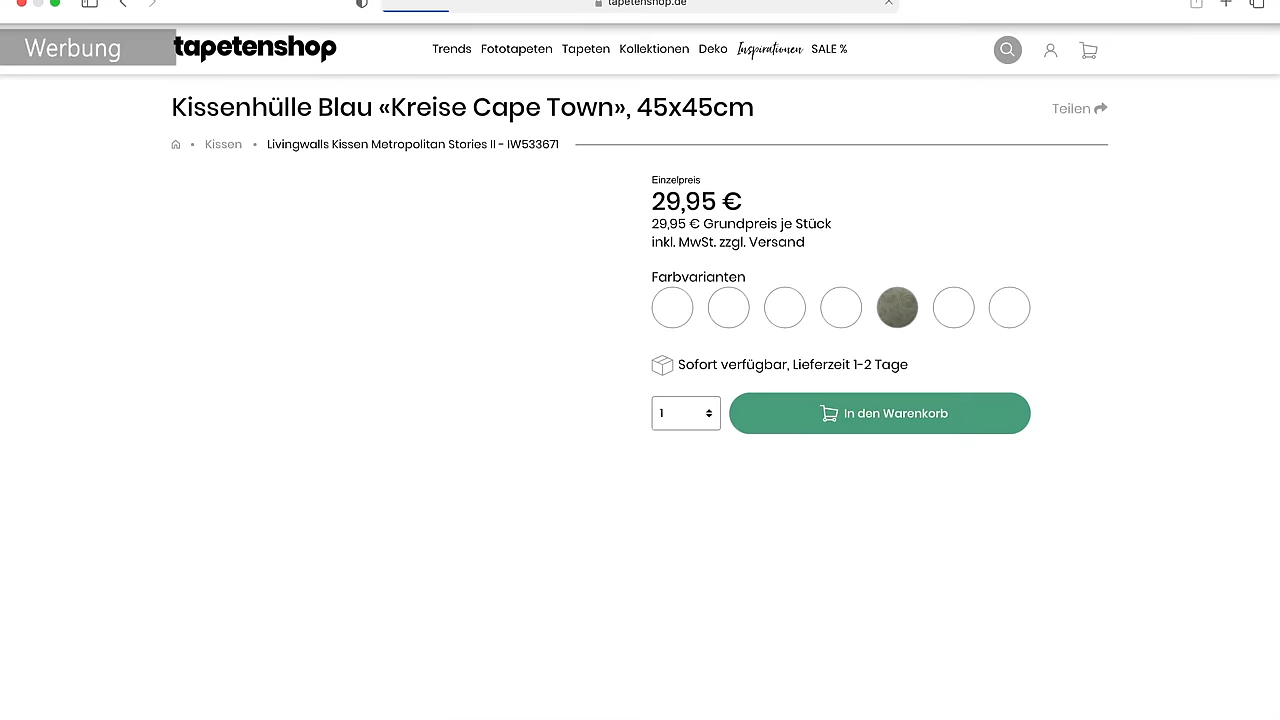 tapetenshop.de
Werbung
tapetenshop
Trends Fototapeten Tapeten Kollektionen Deko Inspirationen SALE %
Kissenhülle Blau «Kreise Cape Town», 45x45cm
Teilen
Kissen • Livingwalls Kissen Metropolitan Stories II - IW533671
Einzelpreis
29,95 €
29,95 € Grundpreis je Stück
inkl. MwSt. zzgl. Versand
Farbvarianten
Sofort verfügbar, Lieferzeit 1-2 Tage
1
In den Warenkorb